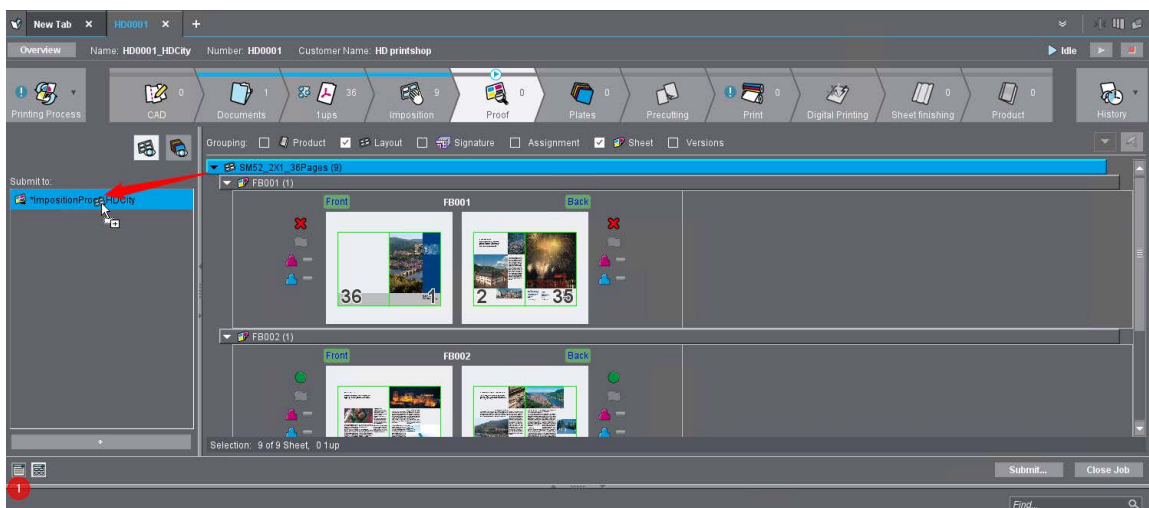 New Tab × HD0001 × +
Overview Name: HD0001_HDCity Number: HD0001 Customer Name: HD printshop Idle
Printing Process CAD 0 Documents 1 1ups 36 Imposition 9 Proof 0 Plates 0 Precutting Print 0 Digital Printing Sheet finishing 0 Product 0 History
Grouping: Product Layout Signature Assignment Sheet Versions
Submit to:
SM52_2X1_36Pages (9)
FB001 (1)
Front FB001 Back
36 1 2 35
FB002 (1)
Front FB002 Back
+
Selection: 9 of 9 Sheet, 0 1up
Submit... Close Job
1
Find...